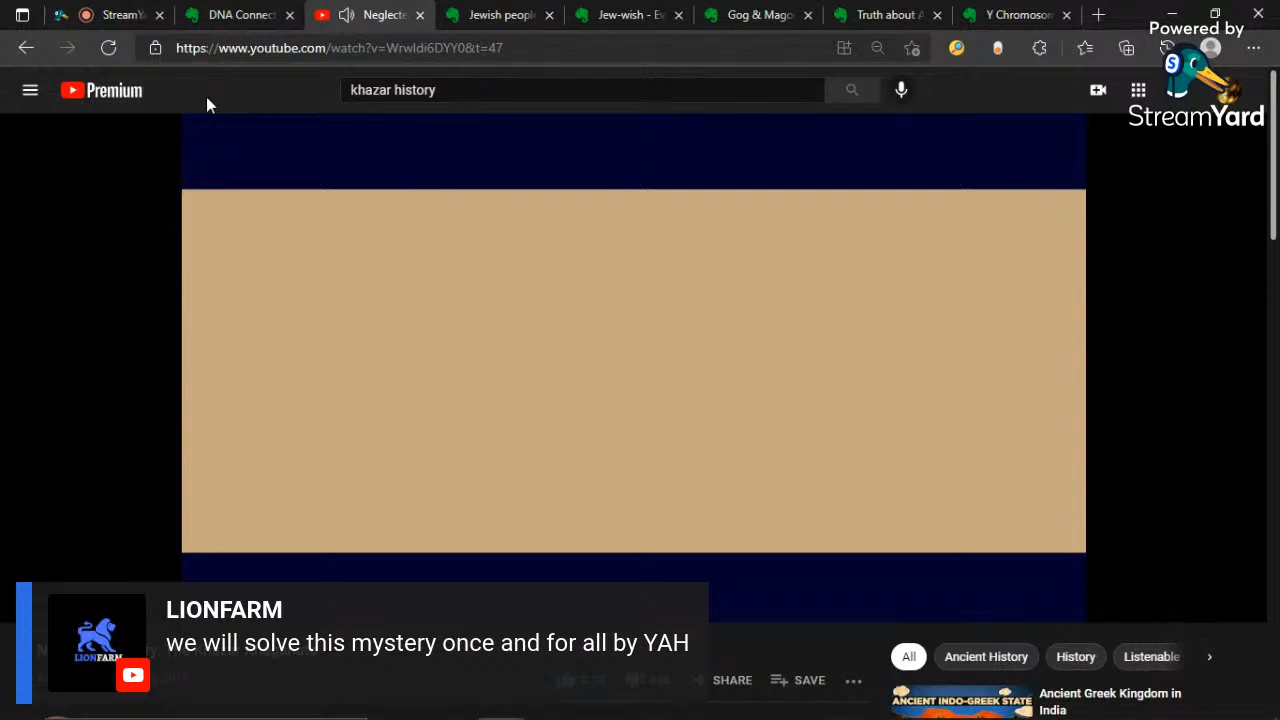 StreamYa
DNA Connect
Neglecte
Jewish peopl
Jew-wish - Ev
Gog & Mago
Truth about A
Y Chromosom
Powered by
StreamYard
https://www.youtube.com/watch?v=Wrwldi6DYY0&t=47
Premium
khazar history
LIONFARM
we will solve this mystery once and for all by YAH
LIONFARM
SHARE
SAVE
All
Ancient History
History
Listenable
ANCIENT INDO-GREEK STATE
Ancient Greek Kingdom in
India